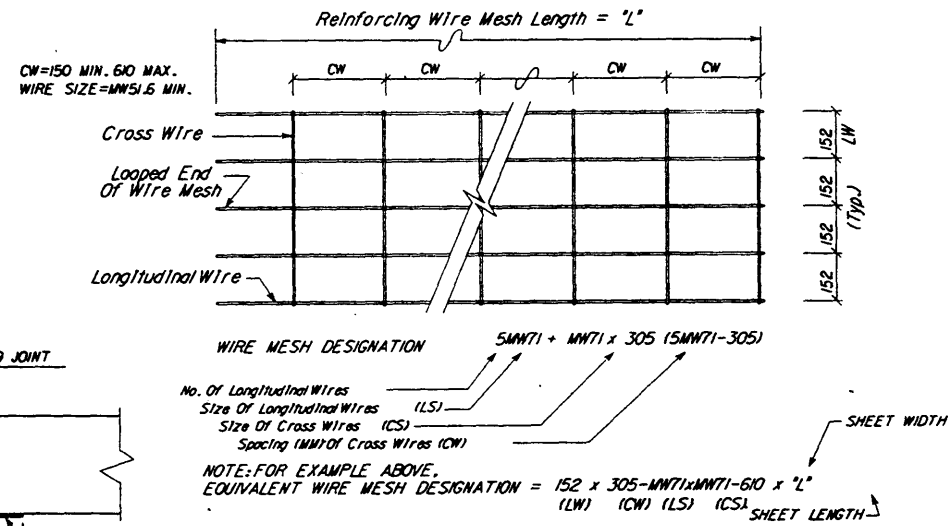 Reinforcing Wire Mesh Length = "L"
CW=150 MIN. 610 MAX.
WIRE SIZE=MW51.6 MIN.
CW CW CW CW
Cross Wire
Looped End
Of Wire Mesh
Longitudinal Wire
152
152
152
152
LW
(Typ.)
JOINT
WIRE MESH DESIGNATION 5MW71 + MW71 x 305 (5MW71-305)
No. Of Longitudinal Wires
Size Of Longitudinal Wires (LS)
Size Of Cross Wires (CS)
Spacing (MM) Of Cross Wires (CW)
SHEET WIDTH
NOTE: FOR EXAMPLE ABOVE,
EQUIVALENT WIRE MESH DESIGNATION = 152 x 305-MW71xMW71-610 x "L"
(LW) (CW) (LS) (CS)
SHEET LENGTH